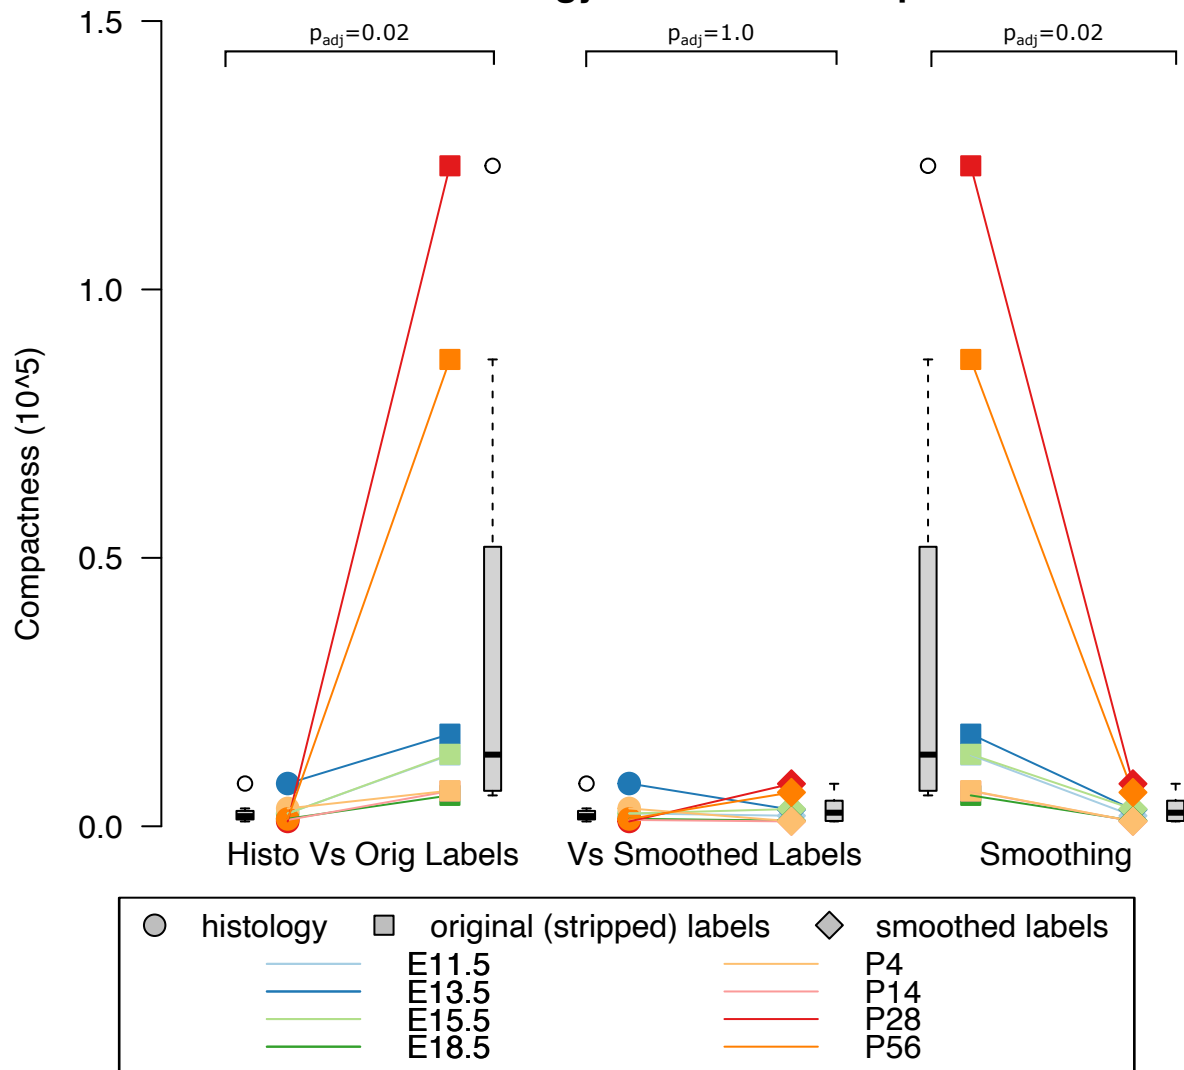 1.5
p_adj=0.02
p_adj=1.0
p_adj=0.02
1.0
0.5
0.0
Compactness (10^5)
Histo Vs Orig Labels
Vs Smoothed Labels
Smoothing
histology
original (stripped) labels
smoothed labels
E11.5
P4
E13.5
P14
E15.5
P28
E18.5
P56